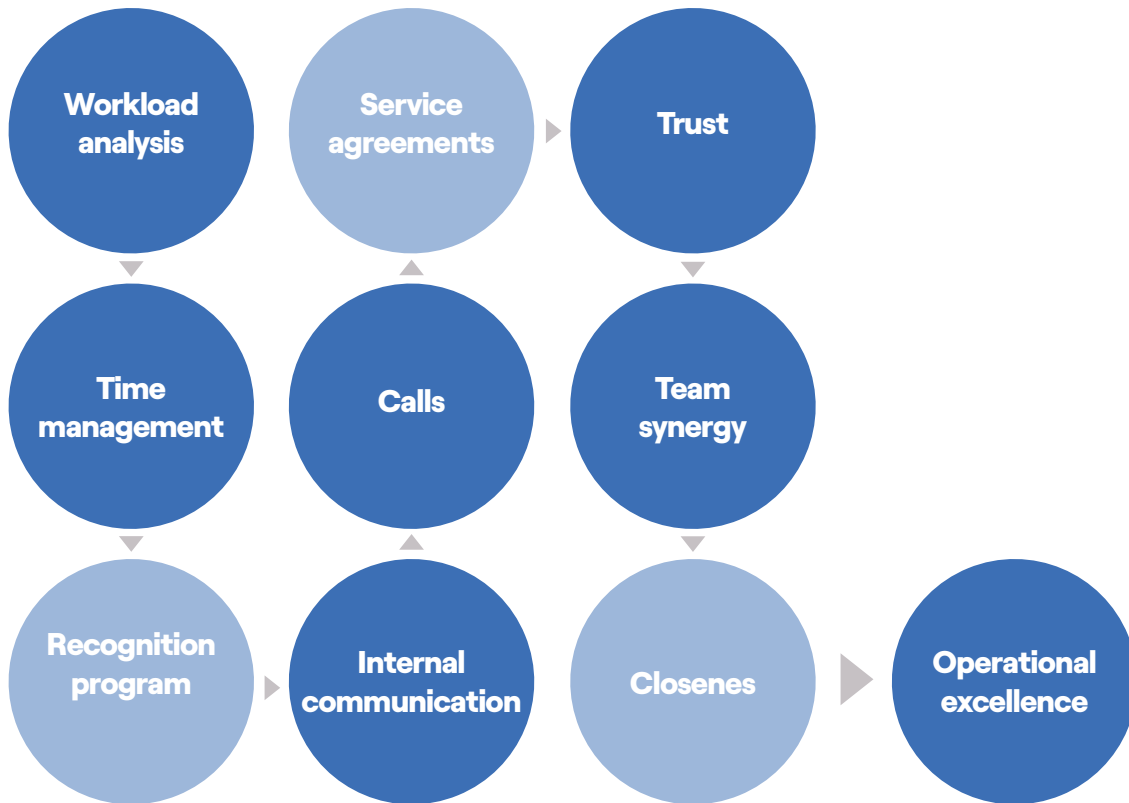 Workload
analysis
Service
agreements
Trust
Time
management
Calls
Team
synergy
Recognition
program
Internal
communication
Closenes
Operational
excellence